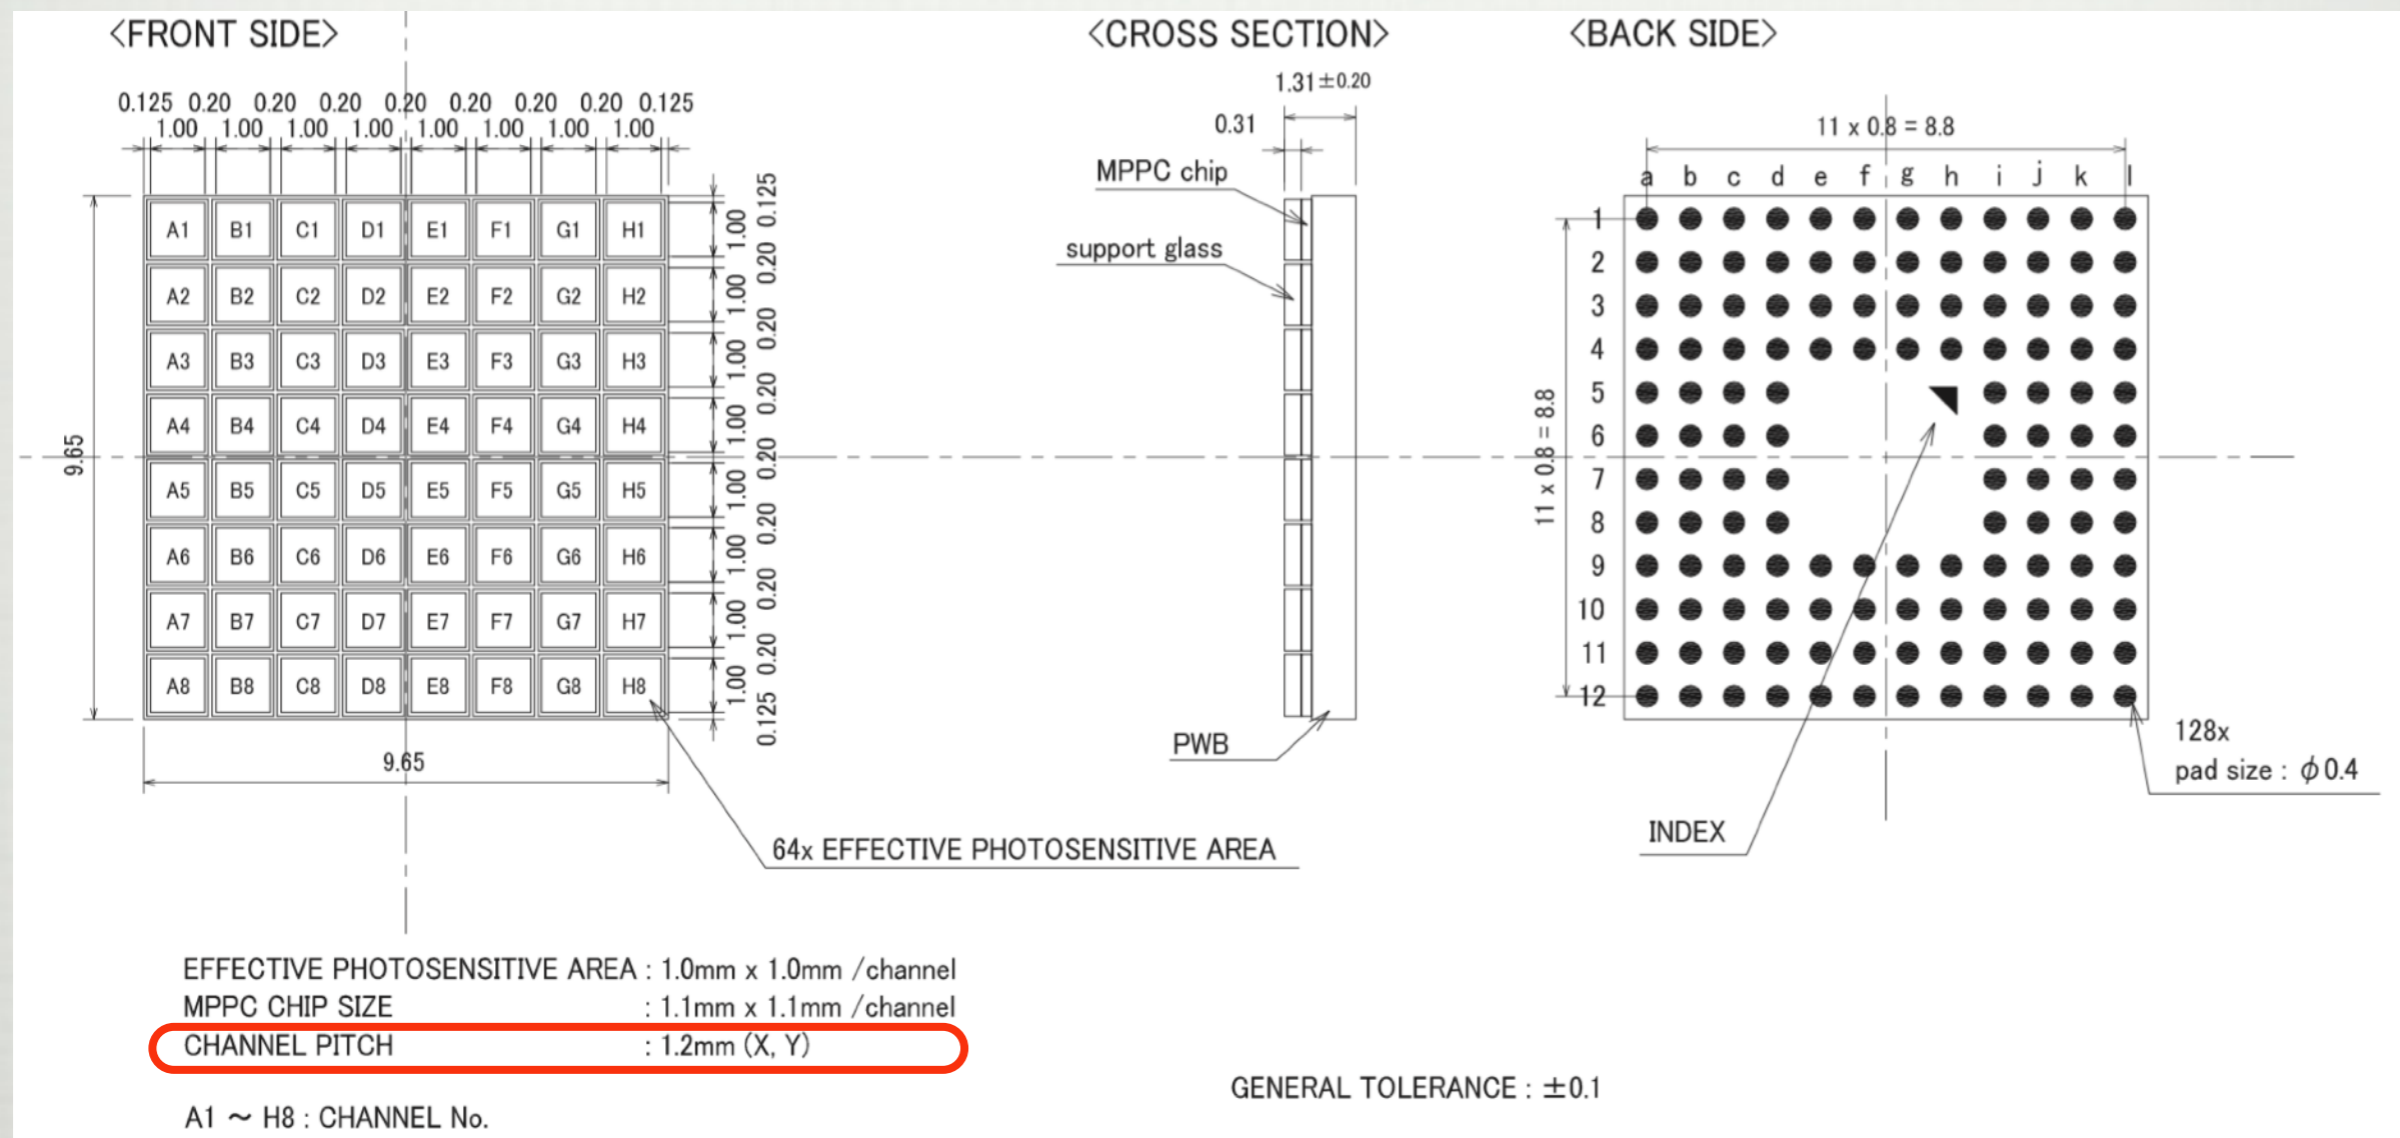 <FRONT SIDE>
0.125 0.20 0.20 0.20 0.20 0.20 0.20 0.20 0.125
1.00 1.00 1.00 1.00 1.00 1.00 1.00 1.00
A1 B1 C1 D1 E1 F1 G1 H1
A2 B2 C2 D2 E2 F2 G2 H2
A3 B3 C3 D3 E3 F3 G3 H3
A4 B4 C4 D4 E4 F4 G4 H4
A5 B5 C5 D5 E5 F5 G5 H5
A6 B6 C6 D6 E6 F6 G6 H6
A7 B7 C7 D7 E7 F7 G7 H7
A8 B8 C8 D8 E8 F8 G8 H8
9.65
9.65
1.00 1.00 1.00 1.00 1.00 1.00 1.00 1.00
0.125 0.20 0.20 0.20 0.20 0.20 0.20 0.20 0.125
64x EFFECTIVE PHOTOSENSITIVE AREA
<CROSS SECTION>
1.31±0.20
0.31
MPPC chip
support glass
PWB
<BACK SIDE>
11 x 0.8 = 8.8
a b c d e f g h i j k l
1
2
3
4
5
6
7
8
9
10
11
12
11 x 0.8 = 8.8
INDEX
128x
pad size : φ0.4
EFFECTIVE PHOTOSENSITIVE AREA : 1.0mm x 1.0mm /channel
MPPC CHIP SIZE : 1.1mm x 1.1mm /channel
CHANNEL PITCH : 1.2mm (X, Y)
A1 ～ H8 : CHANNEL No.
GENERAL TOLERANCE : ±0.1